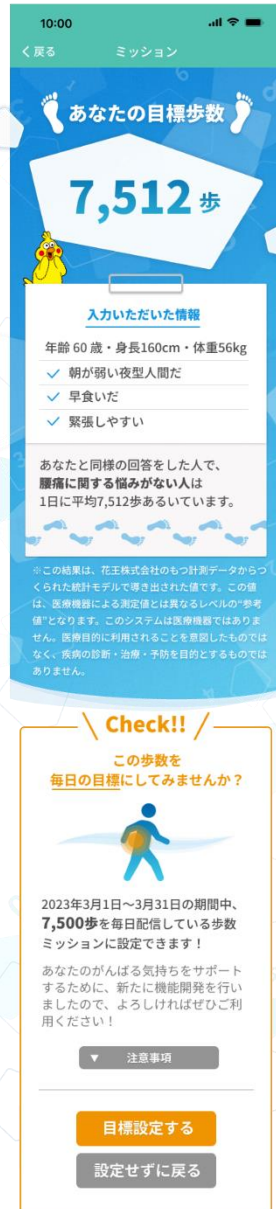 10:00
戻る
ミッション
あなたの目標歩数
7,512 歩
入力いただいた情報
年齢 60 歳・身長160cm・体重56kg
朝が弱い夜型人間だ
早食いだ
緊張しやすい
あなたと同様の回答をした人で、
腰痛に関する悩みがない人は
1日に平均7,512歩あるいています。
※この結果は、花王株会社のもつ計測データからつ
くられた統計モデルで導き出された値です。この値
は、医療機器による測定値とは異なるレベルの“参考
値”となります。このシステムは医療機器ではありま
せん。医療目的に利用されることを意図したものでは
なく、疾病の診断・治療・予防を目的とするものでは
ありません。
Check!!
この歩数を
毎日の目標にしてみませんか？
2023年3月1日～3月31日の期間中、
7,500歩を毎日配信している歩数
ミッションに設定できます！
あなたのがんばる気持ちをサポート
するために、新たに機能開発を行い
ましたので、よろしければぜひご利
用ください！
▼ 注意事項
目標設定する
設定せずに戻る